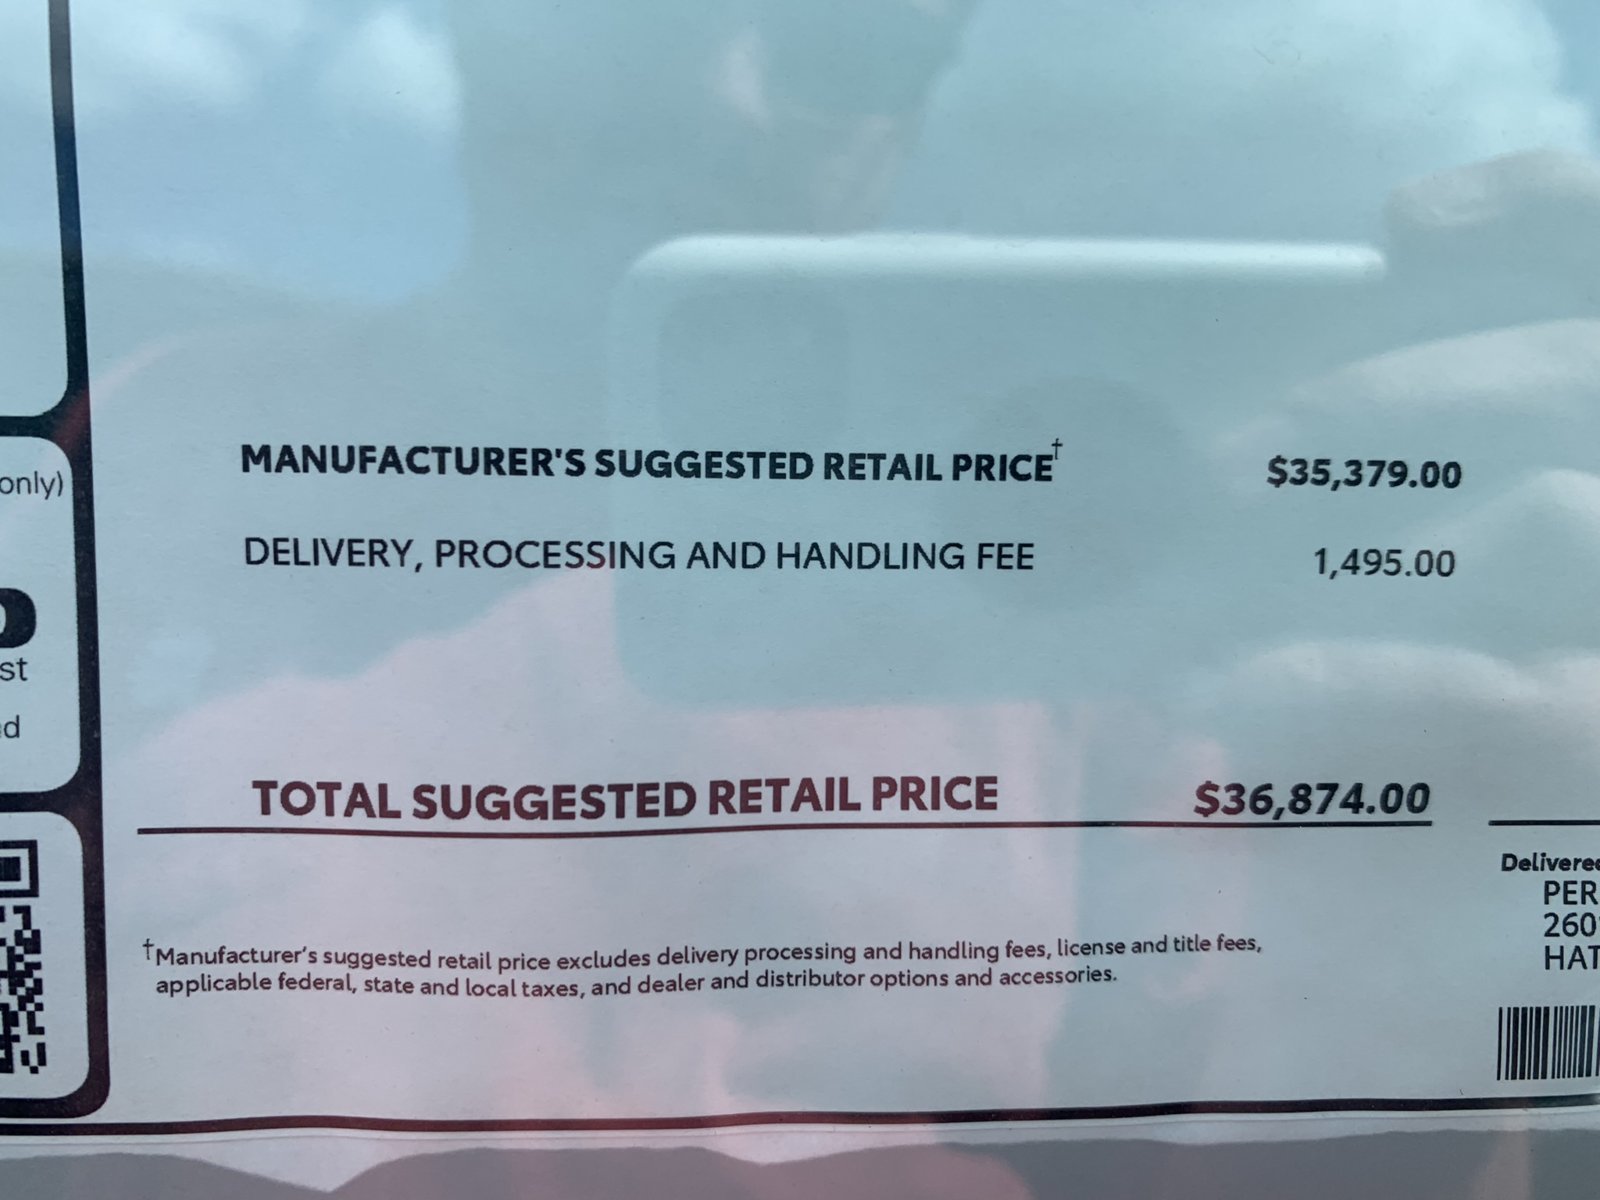 only)
st
MANUFACTURER'S SUGGESTED RETAIL PRICE† $35,379.00
DELIVERY, PROCESSING AND HANDLING FEE 1,495.00
TOTAL SUGGESTED RETAIL PRICE $36,874.00
†Manufacturer's suggested retail price excludes delivery processing and handling fees, license and title fees,
applicable federal, state and local taxes, and dealer and distributor options and accessories.
Delivered
PER
260
HAT